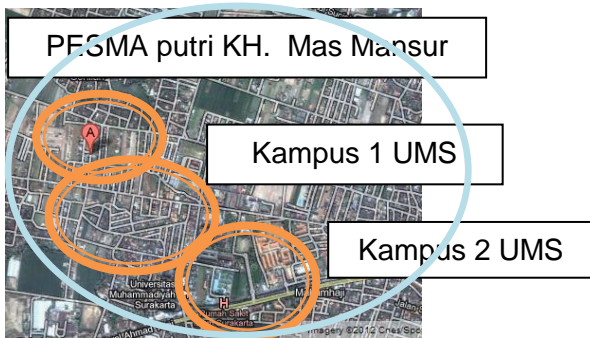 PESMA putri KH. Mas Mansur
A
Kampus 1 UMS
Kampus 2 UMS
Universitas
Muhammadiyah
Surakarta
H
Rumah Sakit
Surakarta
Imagery ©2012 Cnes/Spo